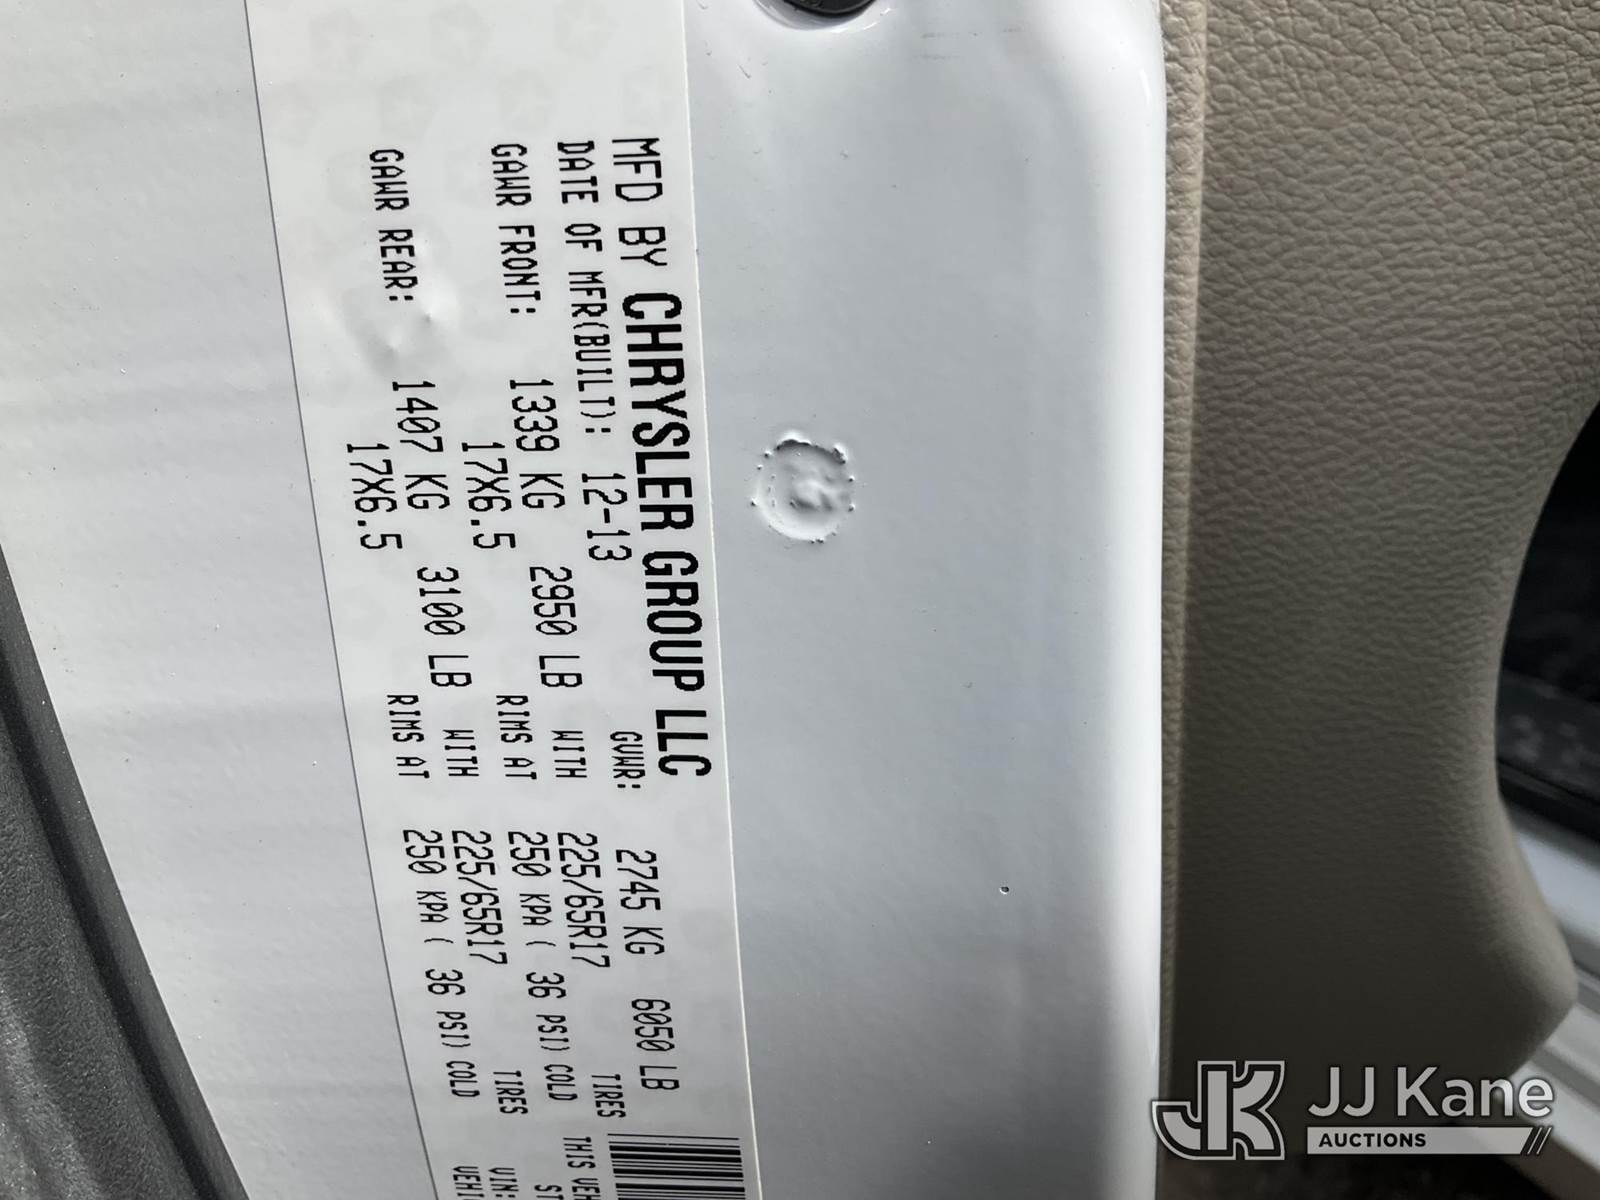 MFD BY CHRYSLER GROUP LLC
DATE OF MFR(BUILT): 12-13 GVWR: 2745 KG 6050 LB
GAWR FRONT: 1339 KG 2950 LB WITH 225/65R17 TIRES THIS VEH
17X6.5 RIMS AT 250 KPA ( 36 PSI) COLD ST
GAWR REAR: 1407 KG 3100 LB WITH 225/65R17 TIRES VIN:
17X6.5 RIMS AT 250 KPA ( 36 PSI) COLD VEHI
JK JJ Kane
AUCTIONS